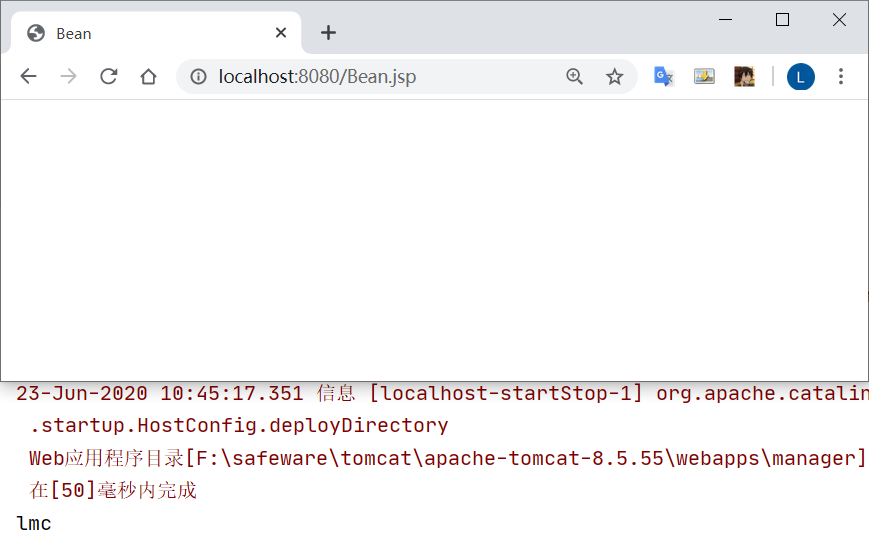 Bean
localhost:8080/Bean.jsp
L
23-Jun-2020 10:45:17.351 信息 [localhost-startStop-1] org.apache.catalin
.startup.HostConfig.deployDirectory
Web应用程序目录[F:\safeware\tomcat\apache-tomcat-8.5.55\webapps\manager]
在[50]毫秒内完成
lmc